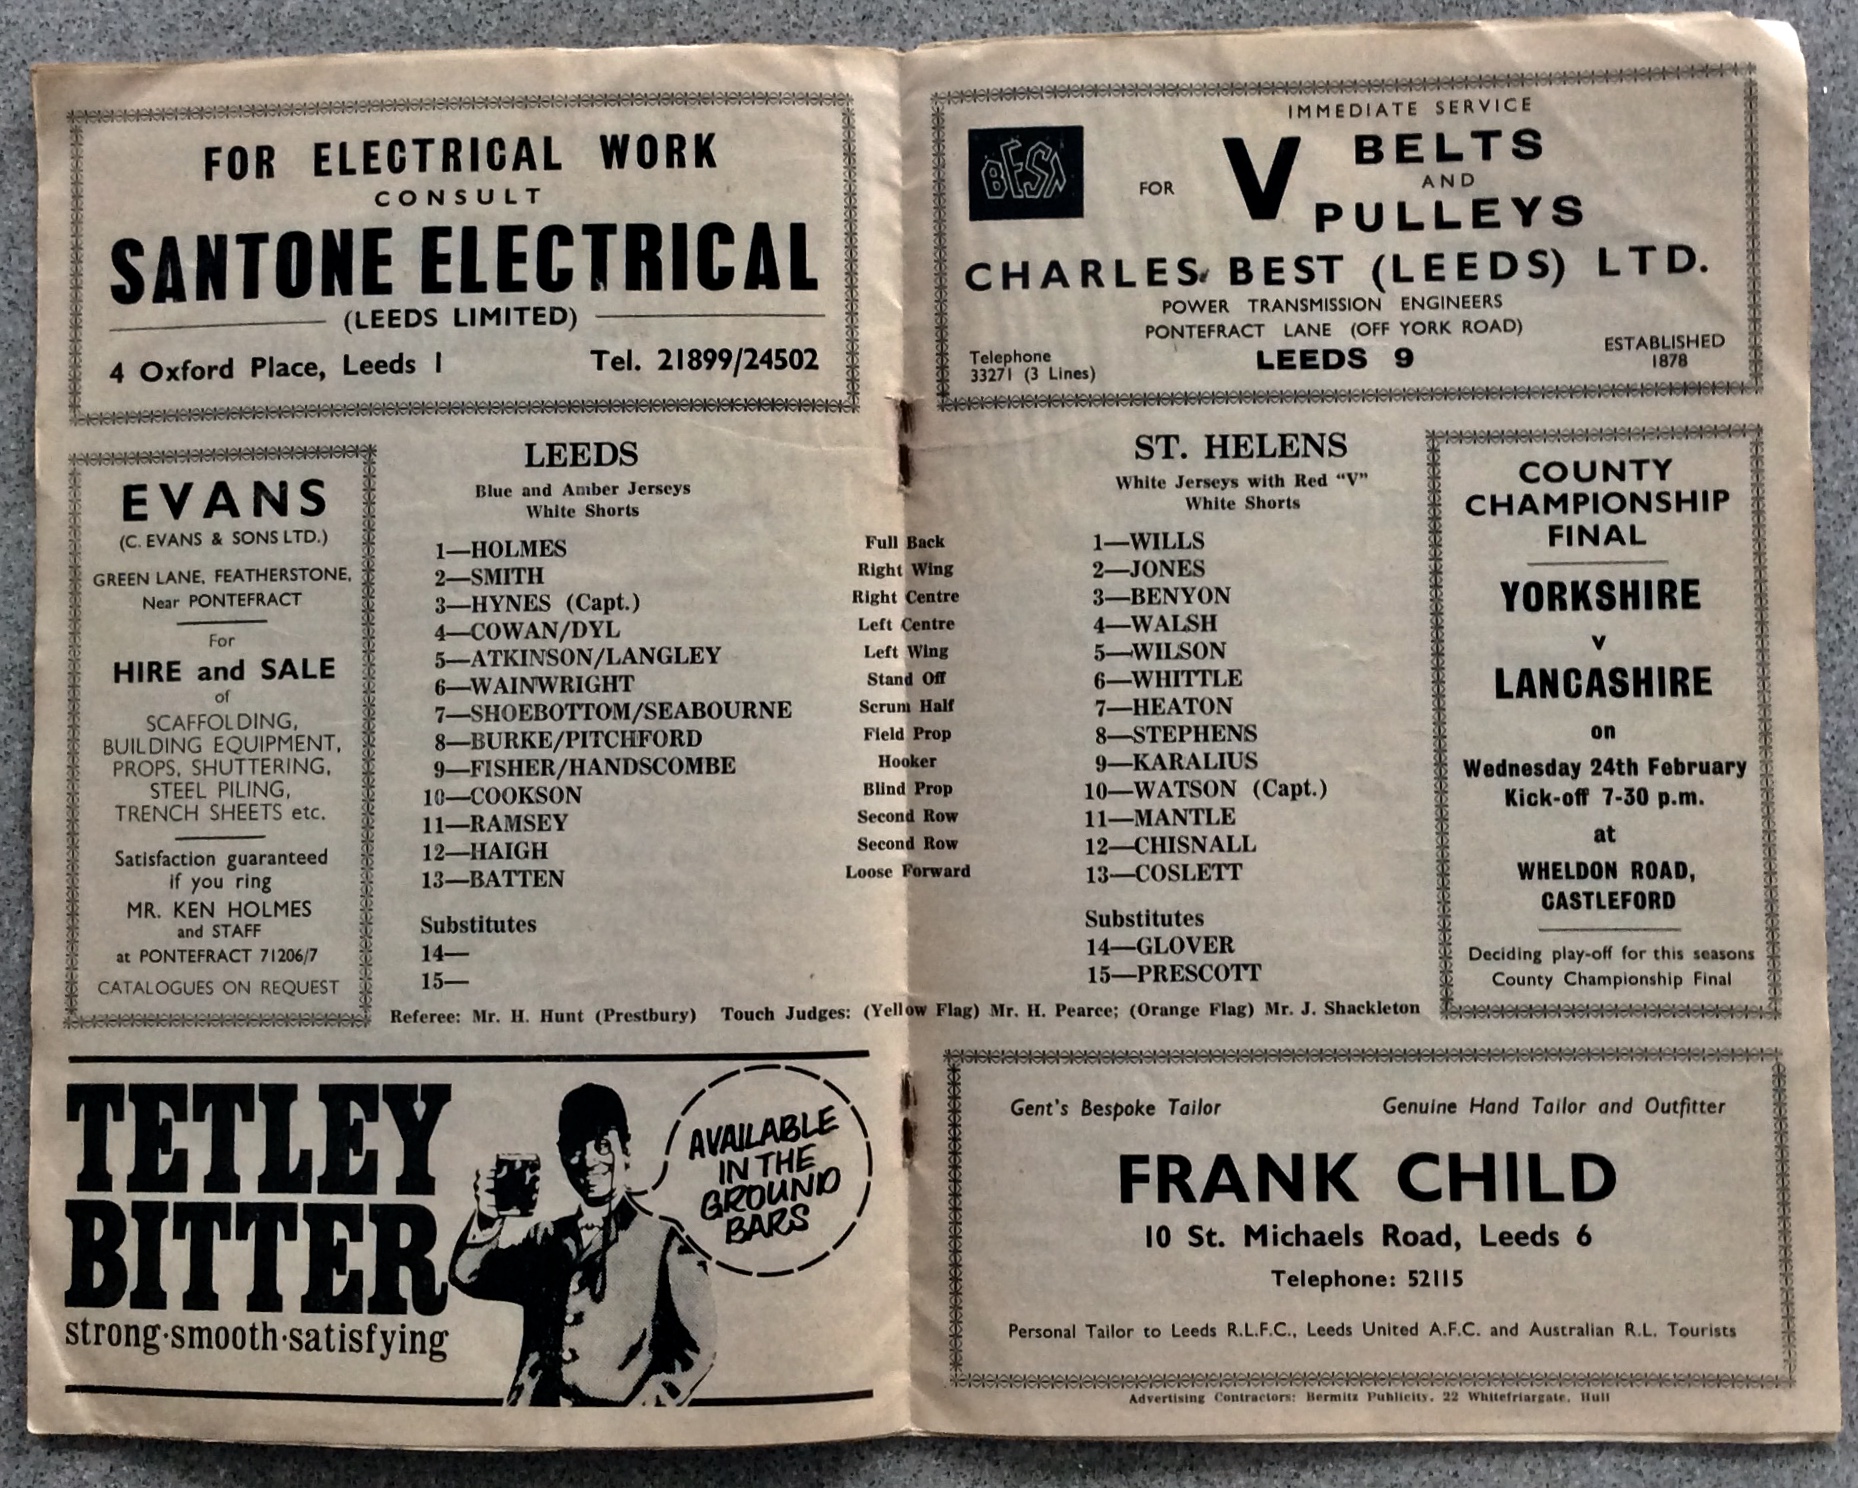 FOR ELECTRICAL WORK
CONSULT
SANTONE ELECTRICAL
(LEEDS LIMITED)
4 Oxford Place, Leeds 1 Tel. 21899/24502
IMMEDIATE SERVICE
BEST
FOR V BELTS
AND
PULLEYS
CHARLES BEST (LEEDS) LTD.
POWER TRANSMISSION ENGINEERS
PONTEFRACT LANE (OFF YORK ROAD)
Telephone
33271 (3 Lines)
LEEDS 9
ESTABLISHED
1878
EVANS
(C. EVANS & SONS LTD.)
GREEN LANE, FEATHERSTONE,
Near PONTEFRACT
For
HIRE and SALE
of
SCAFFOLDING,
BUILDING EQUIPMENT,
PROPS, SHUTTERING,
STEEL PILING,
TRENCH SHEETS etc.
Satisfaction guaranteed
if you ring
MR. KEN HOLMES
and STAFF
at PONTEFRACT 71206/7
CATALOGUES ON REQUEST
LEEDS
Blue and Amber Jerseys
White Shorts
1—HOLMES
2—SMITH
3—HYNES (Capt.)
4—COWAN/DYL
5—ATKINSON/LANGLEY
6—WAINWRIGHT
7—SHOEBOTTOM/SEABOURNE
8—BURKE/PITCHFORD
9—FISHER/HANDSCOMBE
10—COOKSON
11—RAMSEY
12—HAIGH
13—BATTEN
Substitutes
14—
15—
Full Back
Right Wing
Right Centre
Left Centre
Left Wing
Stand Off
Scrum Half
Field Prop
Hooker
Blind Prop
Second Row
Second Row
Loose Forward
ST. HELENS
White Jerseys with Red “V”
White Shorts
1—WILLS
2—JONES
3—BENYON
4—WALSH
5—WILSON
6—WHITTLE
7—HEATON
8—STEPHENS
9—KARALIUS
10—WATSON (Capt.)
11—MANTLE
12—CHISNALL
13—COSLETT
Substitutes
14—GLOVER
15—PRESCOTT
Referee: Mr. H. Hunt (Prestbury) Touch Judges: (Yellow Flag) Mr. H. Pearce; (Orange Flag) Mr. J. Shackleton
COUNTY
CHAMPIONSHIP
FINAL
YORKSHIRE
v
LANCASHIRE
on
Wednesday 24th February
Kick-off 7-30 p.m.
at
WHELDON ROAD,
CASTLEFORD
Deciding play-off for this seasons
County Championship Final
TETLEY
BITTER
strong·smooth·satisfying
AVAILABLE
IN THE
GROUND
BARS
Gent's Bespoke Tailor Genuine Hand Tailor and Outfitter
FRANK CHILD
10 St. Michaels Road, Leeds 6
Telephone: 52115
Personal Tailor to Leeds R.L.F.C., Leeds United A.F.C. and Australian R.L. Tourists
Advertising Contractors: Bermitz Publicity, 22 Whitefriargate, Hull